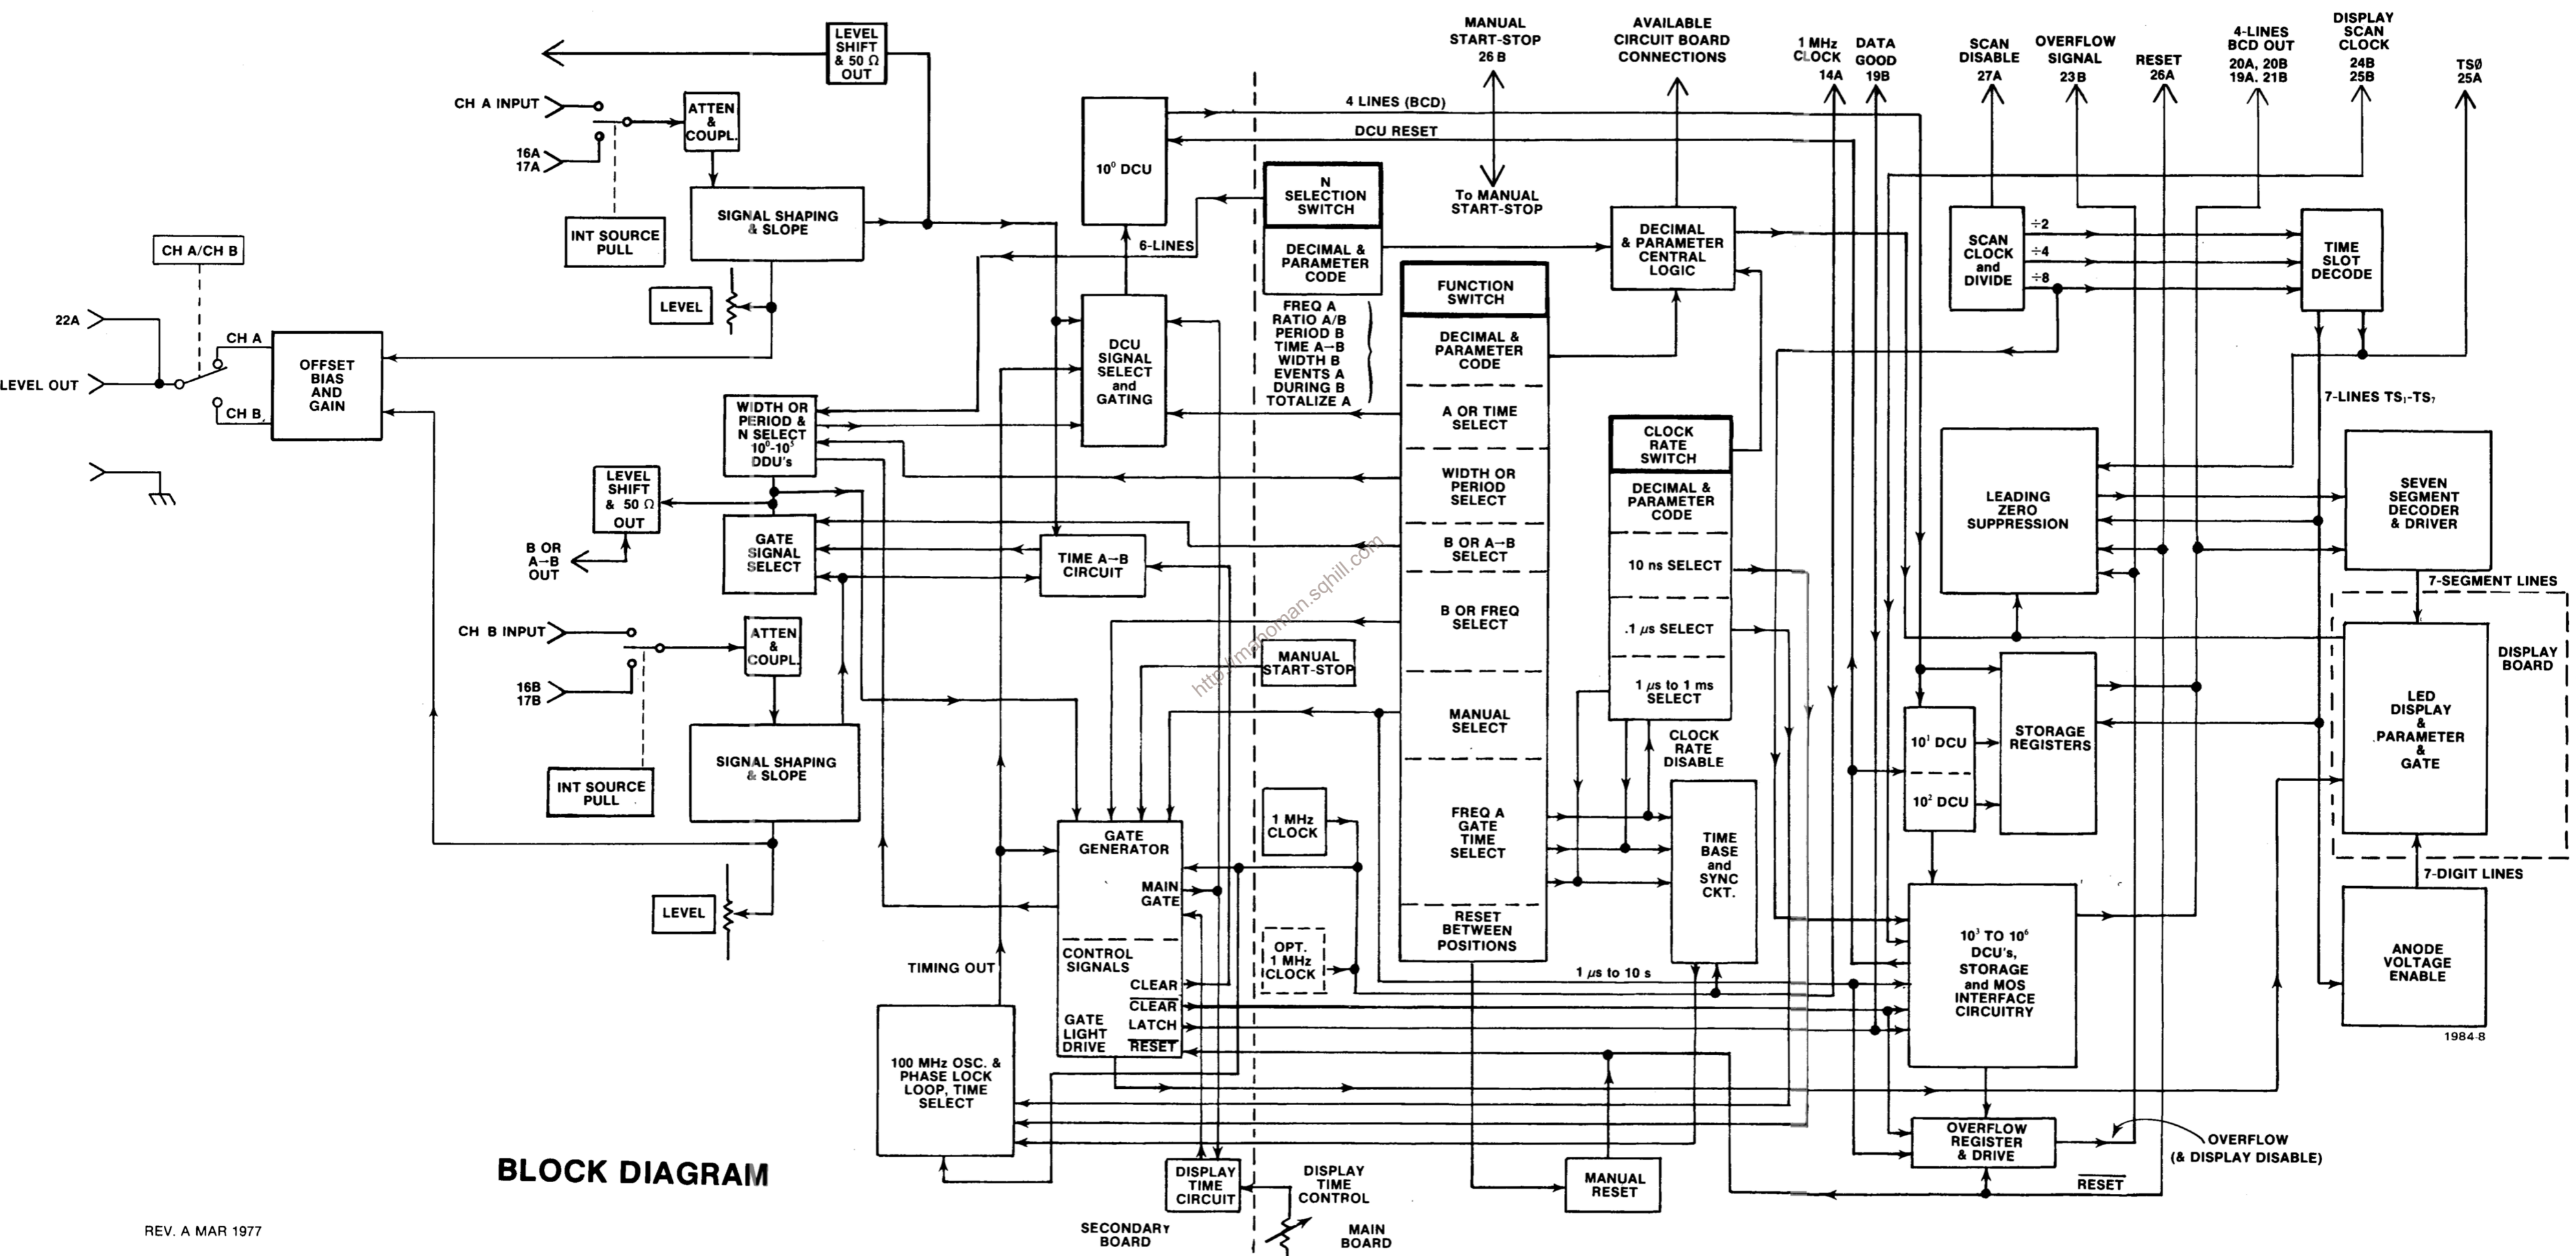 LEVEL
SHIFT
& 50 Ω
OUT
CH A INPUT
16A
17A
ATTEN
&
COUPL.
INT SOURCE
PULL
SIGNAL SHAPING
& SLOPE
LEVEL
CH A/CH B
22A
LEVEL OUT
CH A
CH B
OFFSET
BIAS
AND
GAIN
WIDTH OR
PERIOD &
N SELECT
10⁰-10⁵
DDU's
LEVEL
SHIFT
& 50 Ω
OUT
B OR
A→B
OUT
GATE
SIGNAL
SELECT
TIME A→B
CIRCUIT
CH B INPUT
16B
17B
ATTEN
&
COUPL.
INT SOURCE
PULL
SIGNAL SHAPING
& SLOPE
LEVEL
10⁰ DCU
6-LINES
DCU
SIGNAL
SELECT
and
GATING
4 LINES (BCD)
DCU RESET
N
SELECTION
SWITCH
DECIMAL &
PARAMETER
CODE
FREQ A
RATIO A/B
PERIOD B
TIME A→B
WIDTH B
EVENTS A
DURING B
TOTALIZE A
MANUAL
START-STOP
26 B
To MANUAL
START-STOP
FUNCTION
SWITCH
DECIMAL &
PARAMETER
CODE
A OR TIME
SELECT
WIDTH OR
PERIOD
SELECT
B OR A→B
SELECT
B OR FREQ
SELECT
MANUAL
SELECT
FREQ A
GATE
TIME
SELECT
RESET
BETWEEN
POSITIONS
MANUAL
START-STOP
1 MHz
CLOCK
OPT.
1 MHz
CLOCK
GATE
GENERATOR
MAIN
GATE
CONTROL
SIGNALS
CLEAR
CLEAR
LATCH
RESET
GATE
LIGHT
DRIVE
TIMING OUT
100 MHz OSC. &
PHASE LOCK
LOOP, TIME
SELECT
DISPLAY
TIME
CIRCUIT
DISPLAY
TIME
CONTROL
SECONDARY
BOARD
MAIN
BOARD
MANUAL
RESET
AVAILABLE
CIRCUIT BOARD
CONNECTIONS
DECIMAL
& PARAMETER
CENTRAL
LOGIC
CLOCK
RATE
SWITCH
DECIMAL &
PARAMETER
CODE
10 ns SELECT
.1 µs SELECT
1 µs to 1 ms
SELECT
CLOCK
RATE
DISABLE
TIME
BASE
and
SYNC
CKT.
1 µs to 10 s
1 MHz
CLOCK
14A
DATA
GOOD
19B
SCAN
DISABLE
27A
OVERFLOW
SIGNAL
23B
RESET
26A
4-LINES
BCD OUT
20A, 20B
19A. 21B
DISPLAY
SCAN
CLOCK
24B
25B
TSØ
25A
SCAN
CLOCK
and
DIVIDE
÷2
÷4
÷8
TIME
SLOT
DECODE
7-LINES TS₁-TS₇
LEADING
ZERO
SUPPRESSION
SEVEN
SEGMENT
DECODER
& DRIVER
7-SEGMENT LINES
DISPLAY
BOARD
LED
DISPLAY
&
PARAMETER
&
GATE
7-DIGIT LINES
ANODE
VOLTAGE
ENABLE
1984-8
10¹ DCU
10² DCU
STORAGE
REGISTERS
10³ TO 10⁶
DCU's,
STORAGE
and MOS
INTERFACE
CIRCUITRY
OVERFLOW
REGISTER
& DRIVE
OVERFLOW
(& DISPLAY DISABLE)
RESET
http://manoman.sqhill.com
BLOCK DIAGRAM
REV. A MAR 1977